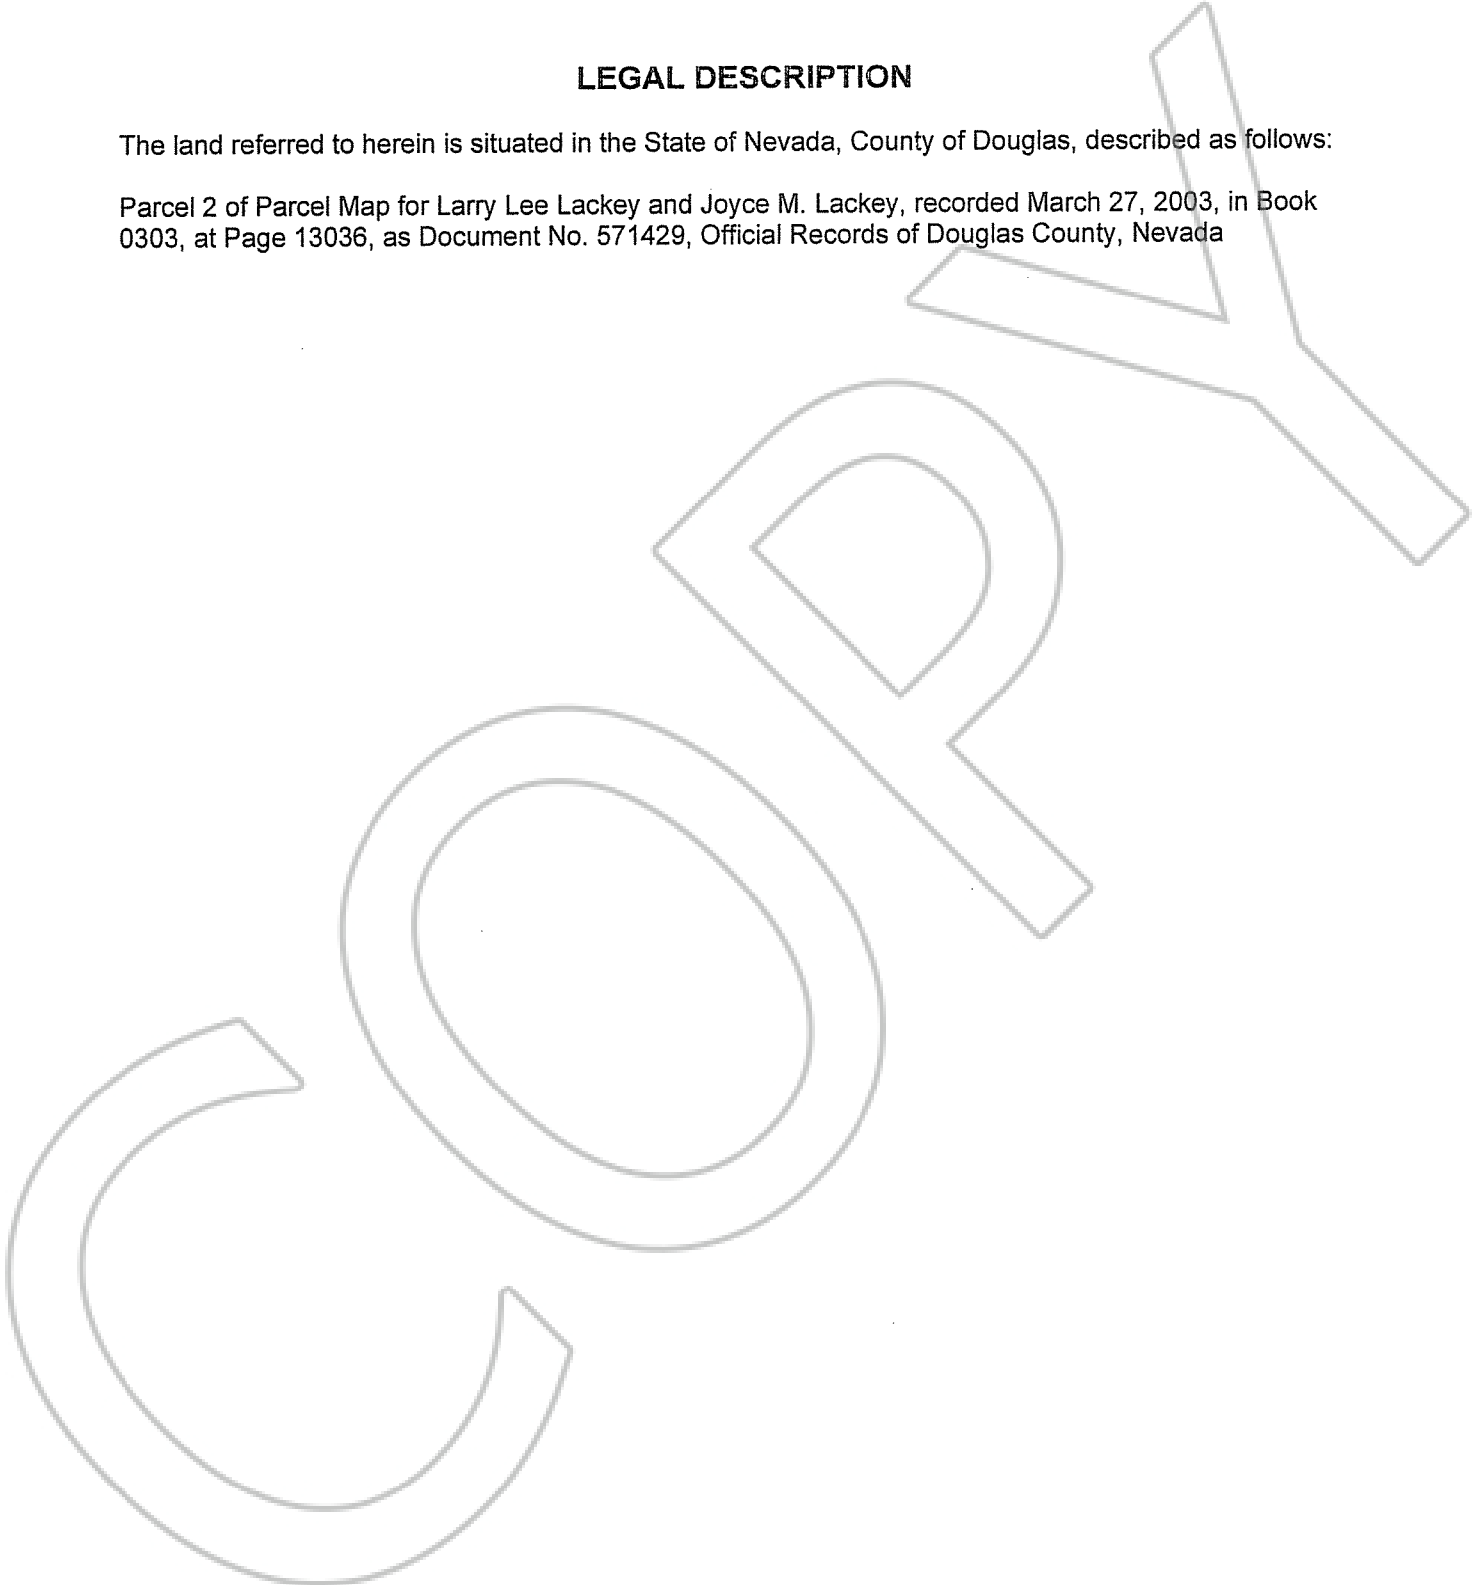 LEGAL DESCRIPTION
The land referred to herein is situated in the State of Nevada, County of Douglas, described as follows:
Parcel 2 of Parcel Map for Larry Lee Lackey and Joyce M. Lackey, recorded March 27, 2003, in Book
0303, at Page 13036, as Document No. 571429, Official Records of Douglas County, Nevada
COPY